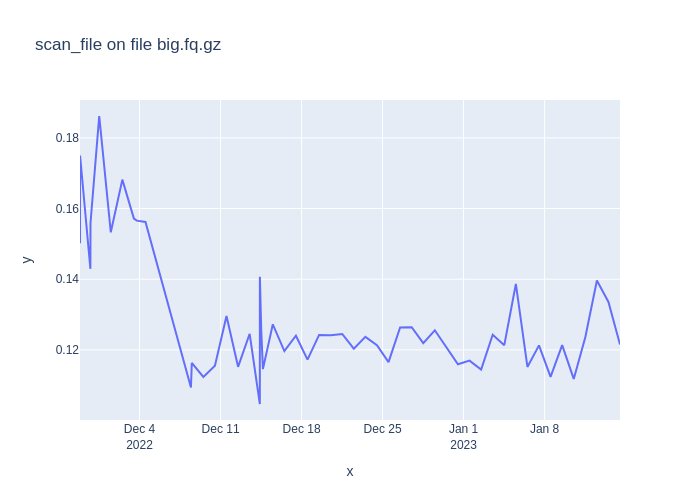 scan_file on file big.fq.gz
0.18
0.16
0.14
0.12
y
Dec 4
2022
Dec 11
Dec 18
Dec 25
Jan 1
2023
Jan 8
x